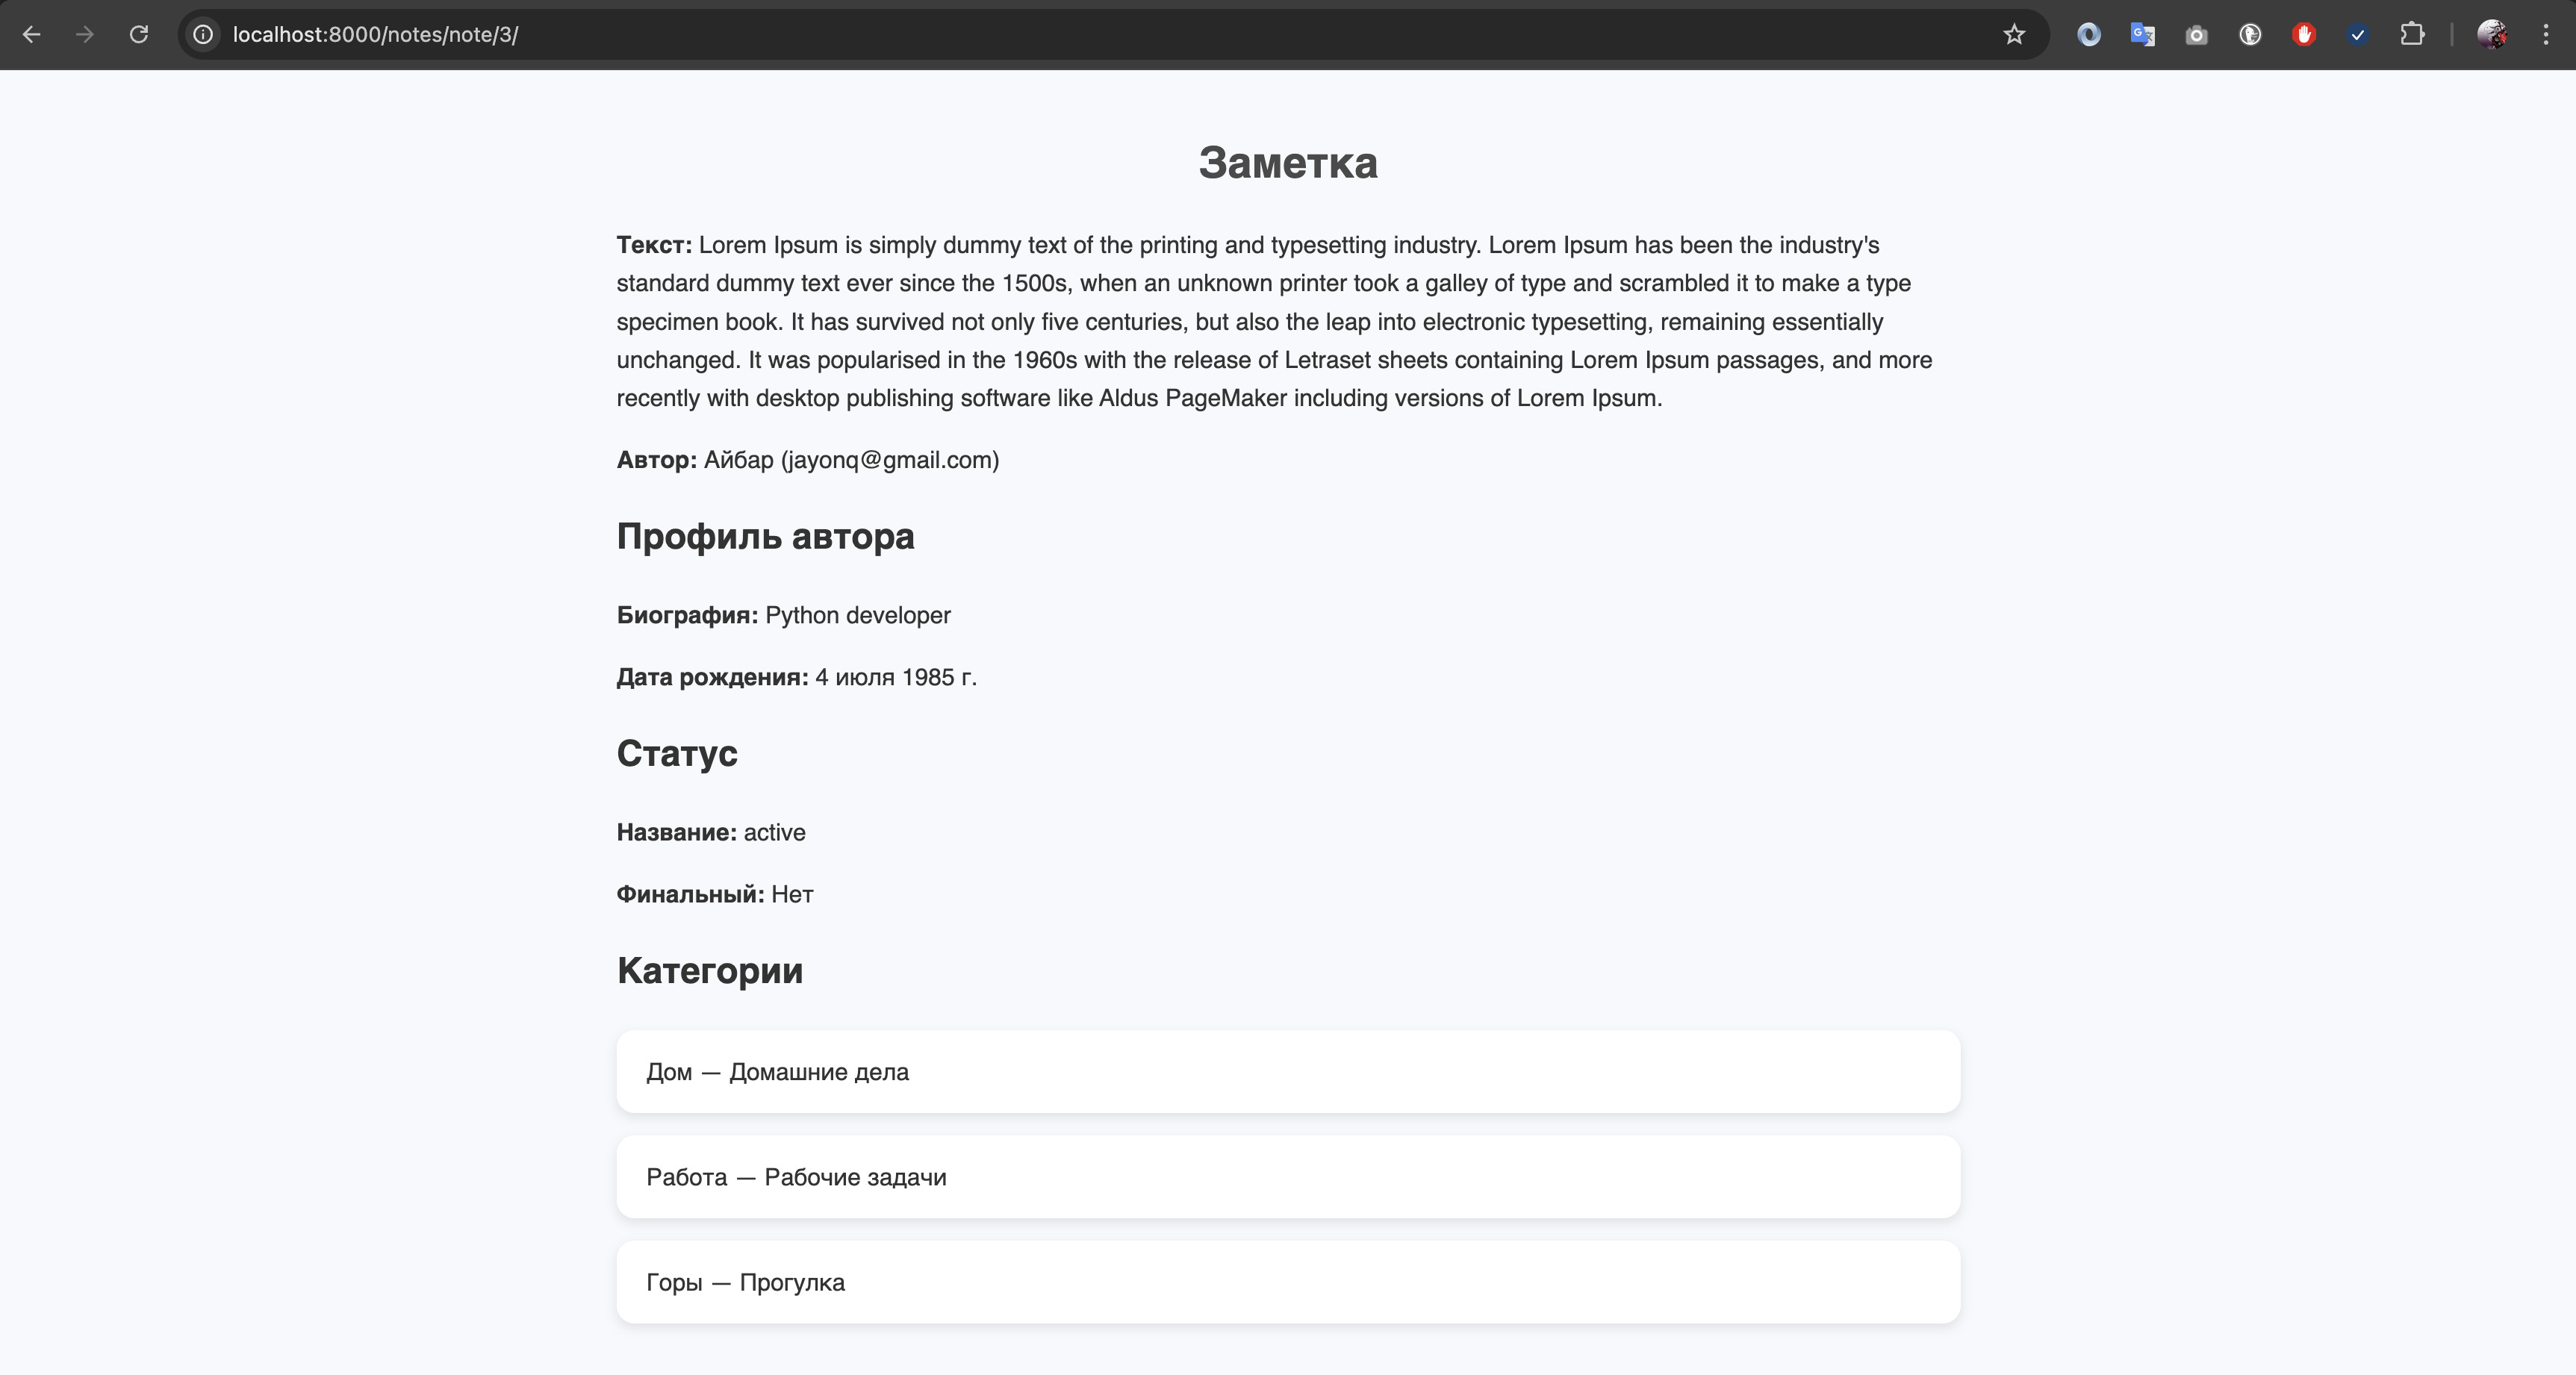 localhost:8000/notes/note/3/
Заметка
Текст: Lorem Ipsum is simply dummy text of the printing and typesetting industry. Lorem Ipsum has been the industry's
standard dummy text ever since the 1500s, when an unknown printer took a galley of type and scrambled it to make a type
specimen book. It has survived not only five centuries, but also the leap into electronic typesetting, remaining essentially
unchanged. It was popularised in the 1960s with the release of Letraset sheets containing Lorem Ipsum passages, and more
recently with desktop publishing software like Aldus PageMaker including versions of Lorem Ipsum.
Автор: Айбар (jayonq@gmail.com)
Профиль автора
Биография: Python developer
Дата рождения: 4 июля 1985 г.
Статус
Название: active
Финальный: Нет
Категории
Дом — Домашние дела
Работа — Рабочие задачи
Горы — Прогулка